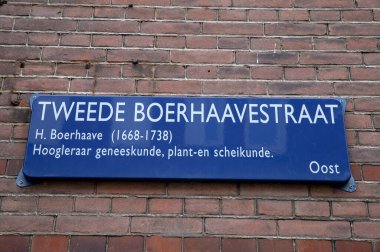 TWEEDE BOERHAAVESTRAAT
H. Boerhaave (1668-1738)
Hoogleraar geneeskunde, plant-en scheikunde.
Oost